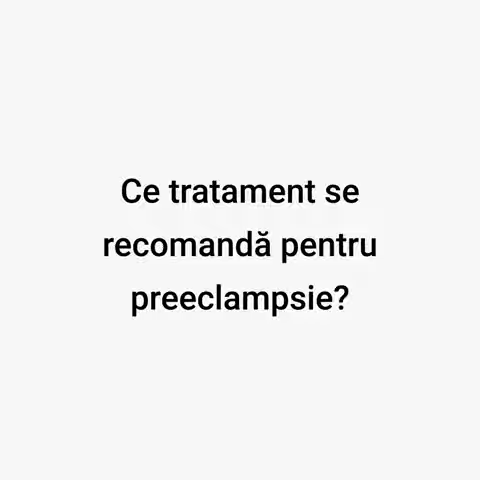 Ce tratament se
recomandă pentru
preeclampsie?